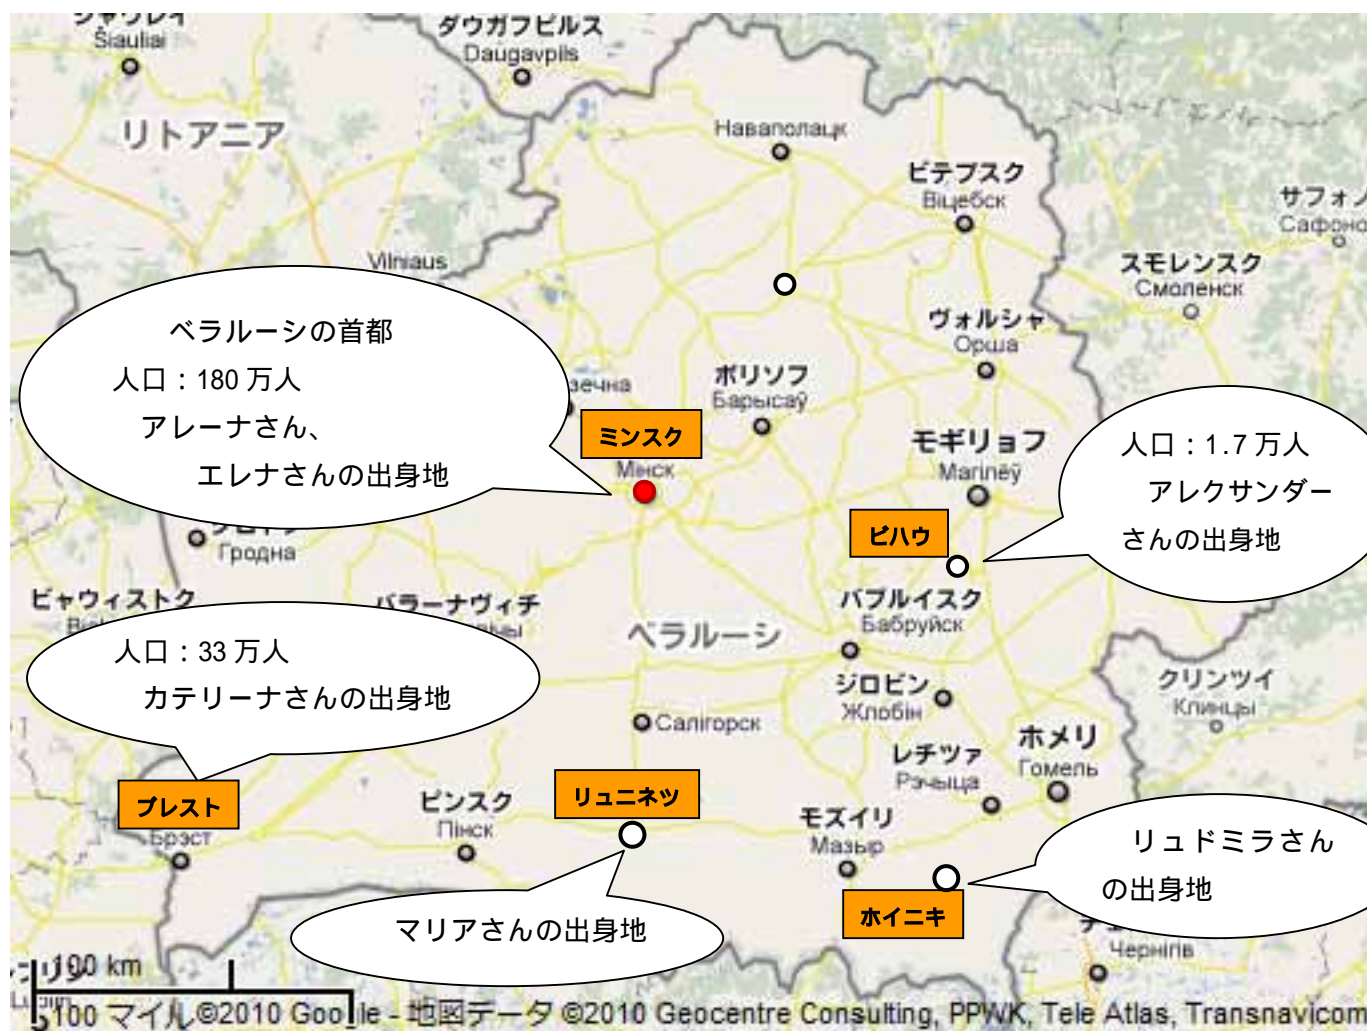 Šiauliai
ダウガフピルス
Daugavpils
リトアニア
Наваполацк
ビテプスク
Віцебск
サフォノ
Сафоно
Vilniaus
スモレンスク
Смоленск
ヴォルシャ
Орша
ベラルーシの首都
人口：180 万人
アレーナさん、
エレナさんの出身地
ボリソフ
Барысаў
ミンスク
Мінск
モギリョフ
Магілёў
人口：1.7 万人
アレクサンダー
さんの出身地
ビハウ
Гродна
ビャウィストク
バラーナヴィチ
バブルイスク
Бабруйск
ベラルーシ
人口：33 万人
カテリーナさんの出身地
ジロビン
Жлобін
クリンツィ
Клинцы
Салігорск
ホメリ
Гомель
レチツァ
Рэчыца
ブレスト
Брэст
ピンスク
Пінск
リュニネツ
モズイリ
Мазыр
リュドミラさん
の出身地
ホイニキ
マリアさんの出身地
Чернігів
100 km
100 マイル ©2010 Google - 地図データ ©2010 Geocentre Consulting, PPWK, Tele Atlas, Transnavicom